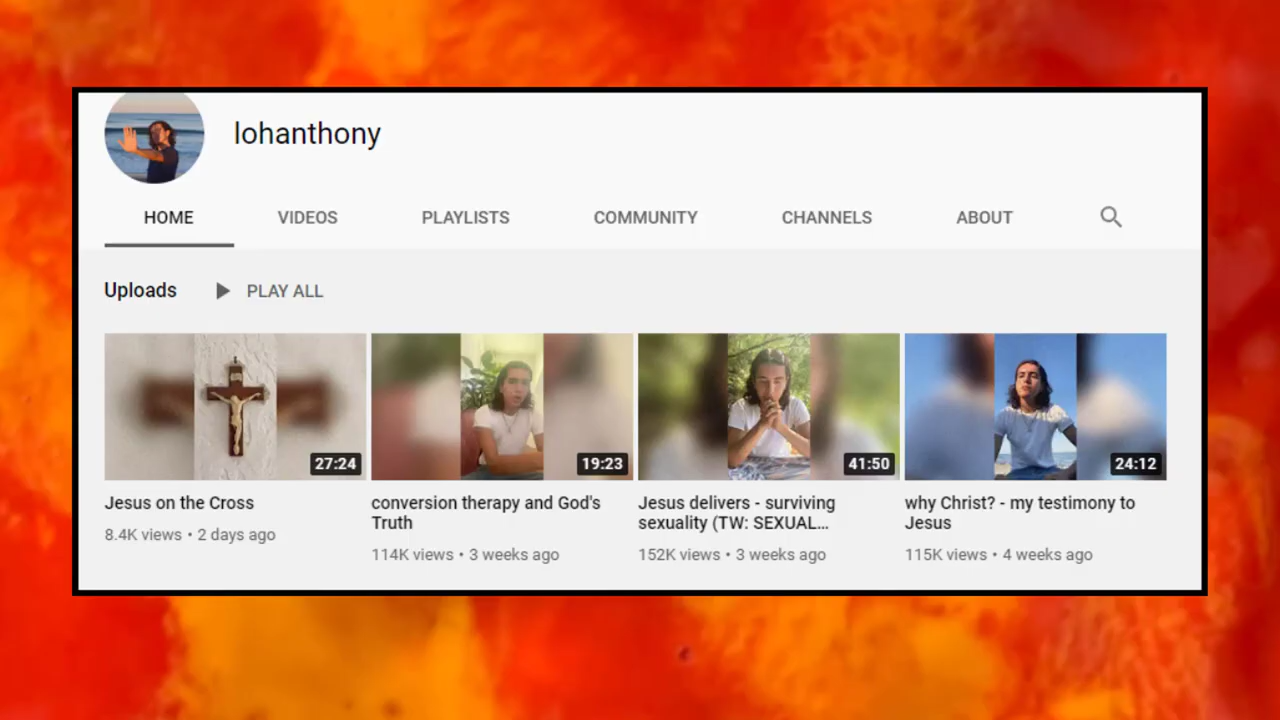 lohanthony
HOME VIDEOS PLAYLISTS COMMUNITY CHANNELS ABOUT
Uploads PLAY ALL
27:24 19:23 41:50 24:12
Jesus on the Cross
8.4K views • 2 days ago
conversion therapy and God's
Truth
114K views • 3 weeks ago
Jesus delivers - surviving
sexuality (TW: SEXUAL...
152K views • 3 weeks ago
why Christ? - my testimony to
Jesus
115K views • 4 weeks ago